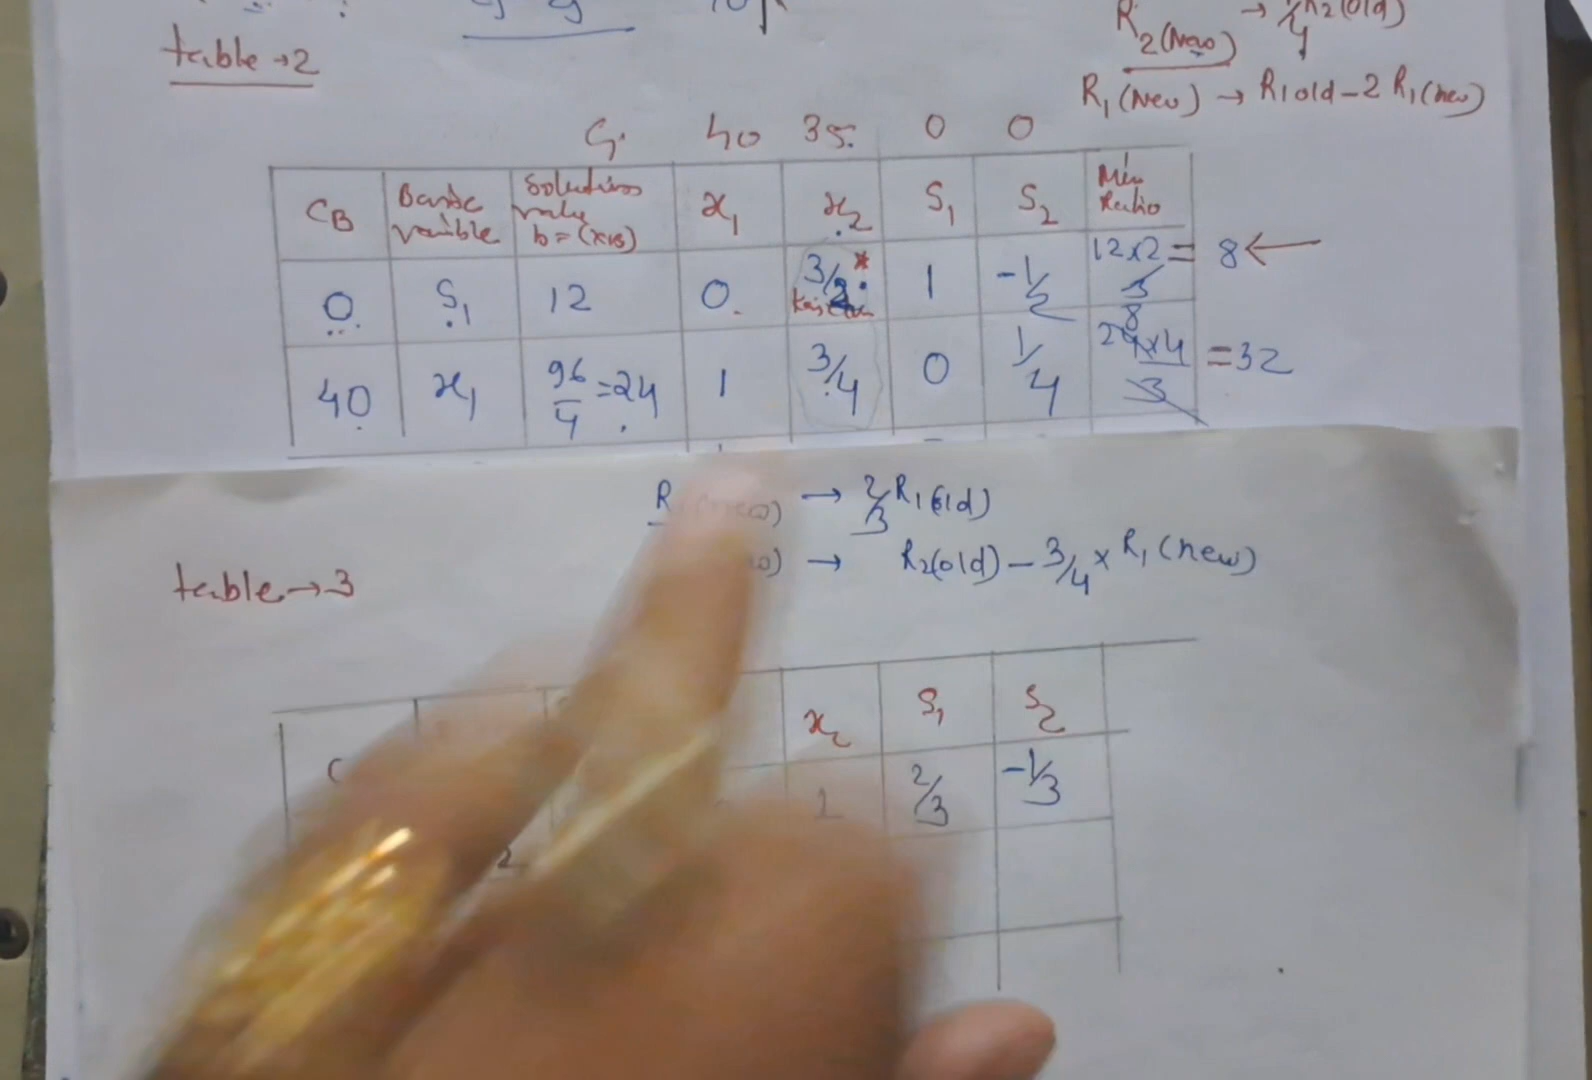 R2(New) → 1/4 R2(old)
table→2
R1(New) → R1old-2 R1(new)
Cj 40 35 0 0
CB Basic varible Solutions valu b=(XB) x1 x2 S1 S2 Min Ratio
0 S1 12 0 3/2* 1 -1/2 12×2/3 = 8 ←
40 x1 96/4=24 1 3/4 0 1/4 24×4/3 8 =32
R → 2/3 R1(old)
→ R2(old)-3/4×R1(new)
table→3
x2 S1 S2
1 2/3 -1/3